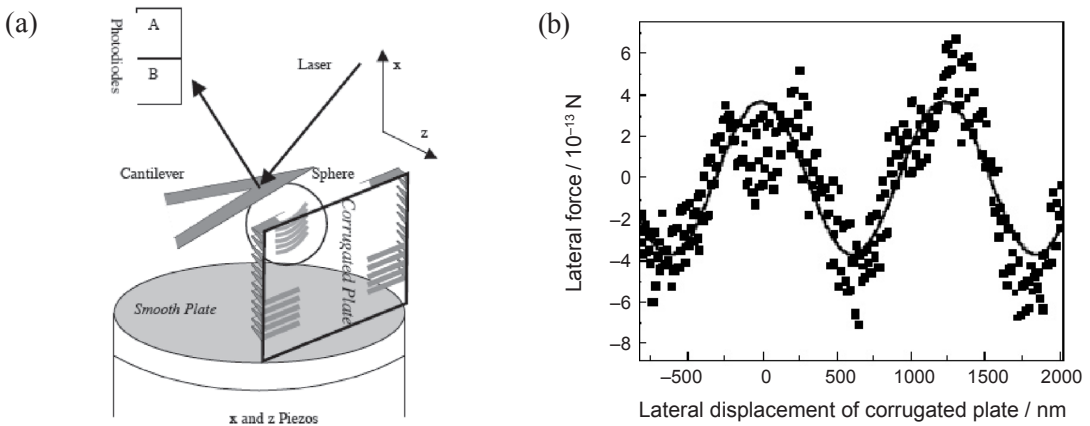 (a)
Photodiodes
A
B
Laser
x
z
Cantilever
Sphere
Corrugated Plate
Smooth Plate
x and z Piezos
(b)
Lateral force / 10⁻¹³ N
6
4
2
0
−2
−4
−6
−8
−500 0 500 1000 1500 2000
Lateral displacement of corrugated plate / nm